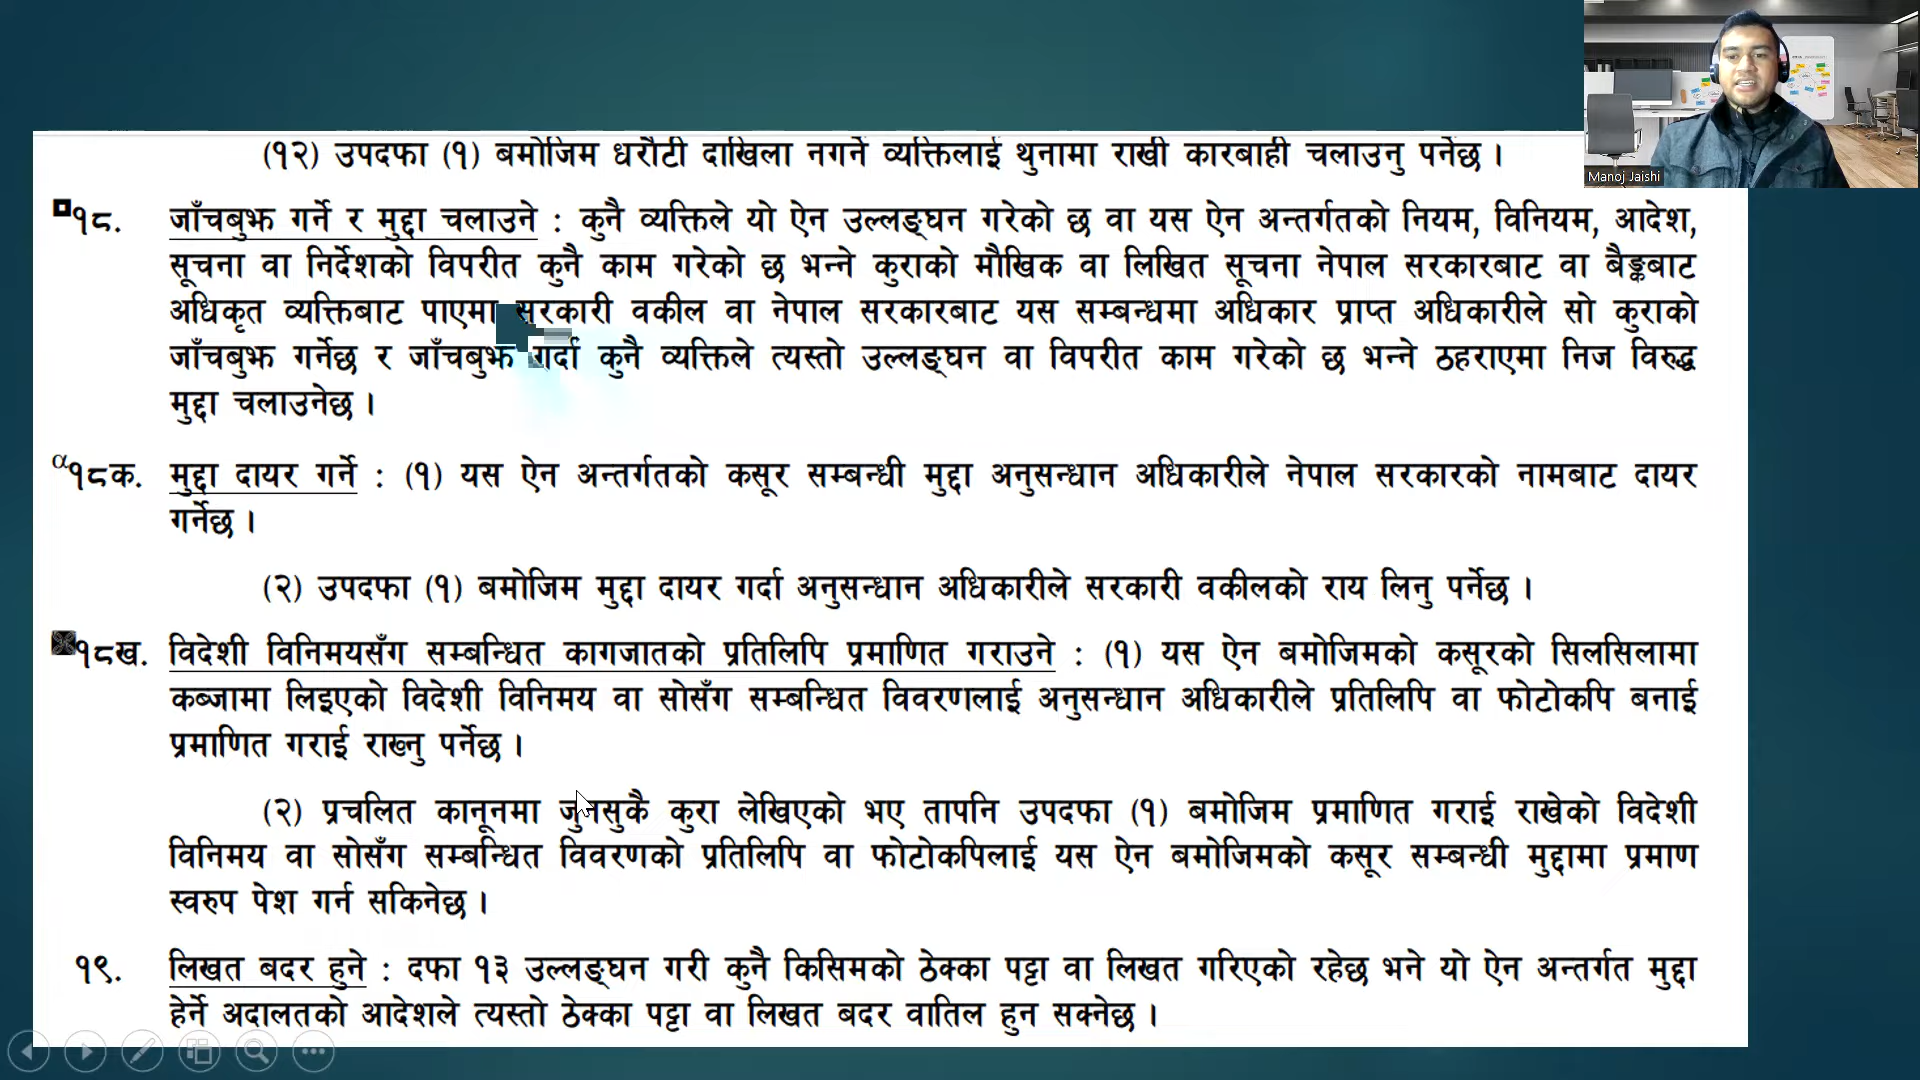 (१२) उपदफा (१) बमोजिम धरौटी दाखिला नगर्ने व्यक्तिलाई थुनामा राखी कारबाही चलाउनु पर्नेछ ।
१८. जाँचबुझ गर्ने र मुद्दा चलाउने : कुनै व्यक्तिले यो ऐन उल्लङ्घन गरेको छ वा यस ऐन अन्तर्गतको नियम, विनियम, आदेश,
सूचना वा निर्देशको विपरीत कुनै काम गरेको छ भन्ने कुराको मौखिक वा लिखित सूचना नेपाल सरकारबाट वा बैङ्कबाट
अधिकृत व्यक्तिबाट पाएमा सरकारी वकील वा नेपाल सरकारबाट यस सम्बन्धमा अधिकार प्राप्त अधिकारीले सो कुराको
जाँचबुझ गर्नेछ र जाँचबुझ गर्दा कुनै व्यक्तिले त्यस्तो उल्लङ्घन वा विपरीत काम गरेको छ भन्ने ठहराएमा निज विरुद्ध
मुद्दा चलाउनेछ ।
α१८क. मुद्दा दायर गर्ने : (१) यस ऐन अन्तर्गतको कसूर सम्बन्धी मुद्दा अनुसन्धान अधिकारीले नेपाल सरकारको नामबाट दायर
गर्नेछ ।
(२) उपदफा (१) बमोजिम मुद्दा दायर गर्दा अनुसन्धान अधिकारीले सरकारी वकीलको राय लिनु पर्नेछ ।
१८ख. विदेशी विनिमयसँग सम्बन्धित कागजातको प्रतिलिपि प्रमाणित गराउने : (१) यस ऐन बमोजिमको कसूरको सिलसिलामा
कब्जामा लिइएको विदेशी विनिमय वा सोसँग सम्बन्धित विवरणलाई अनुसन्धान अधिकारीले प्रतिलिपि वा फोटोकपि बनाई
प्रमाणित गराई राख्नु पर्नेछ ।
(२) प्रचलित कानूनमा जुनसुकै कुरा लेखिएको भए तापनि उपदफा (१) बमोजिम प्रमाणित गराई राखेको विदेशी
विनिमय वा सोसँग सम्बन्धित विवरणको प्रतिलिपि वा फोटोकपिलाई यस ऐन बमोजिमको कसूर सम्बन्धी मुद्दामा प्रमाण
स्वरुप पेश गर्न सकिनेछ ।
१९. लिखत बदर हुने : दफा १३ उल्लङ्घन गरी कुनै किसिमको ठेक्का पट्टा वा लिखत गरिएको रहेछ भने यो ऐन अन्तर्गत मुद्दा
हेर्ने अदालतको आदेशले त्यस्तो ठेक्का पट्टा वा लिखत बदर वातिल हुन सक्नेछ ।
Manoj Jaishi